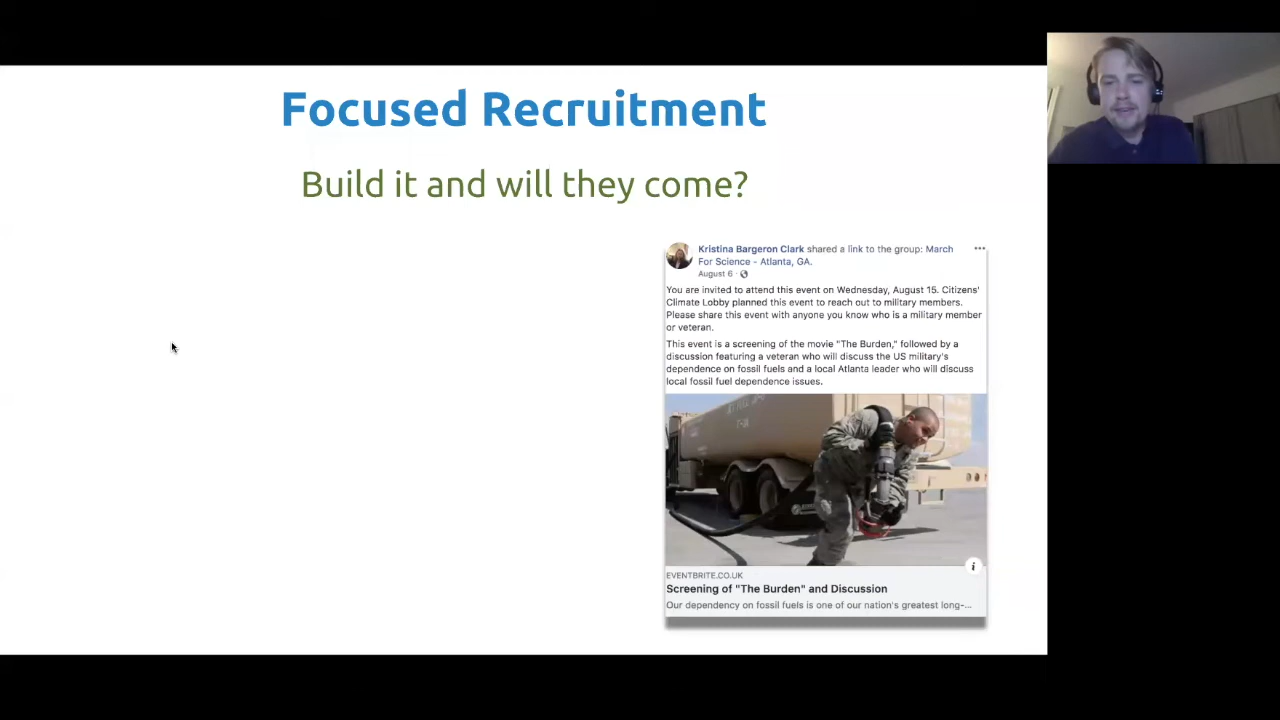 Focused Recruitment
Build it and will they come?
Kristina Bargeron Clark shared a link to the group: March
For Science - Atlanta, GA.
August 6 ·
You are invited to attend this event on Wednesday, August 15. Citizens'
Climate Lobby planned this event to reach out to military members.
Please share this event with anyone you know who is a military member
or veteran.
This event is a screening of the movie "The Burden," followed by a
discussion featuring a veteran who will discuss the US military's
dependence on fossil fuels and a local Atlanta leader who will discuss
local fossil fuel dependence issues.
EVENTBRITE.CO.UK
Screening of "The Burden" and Discussion
Our dependency on fossil fuels is one of our nation's greatest long-...